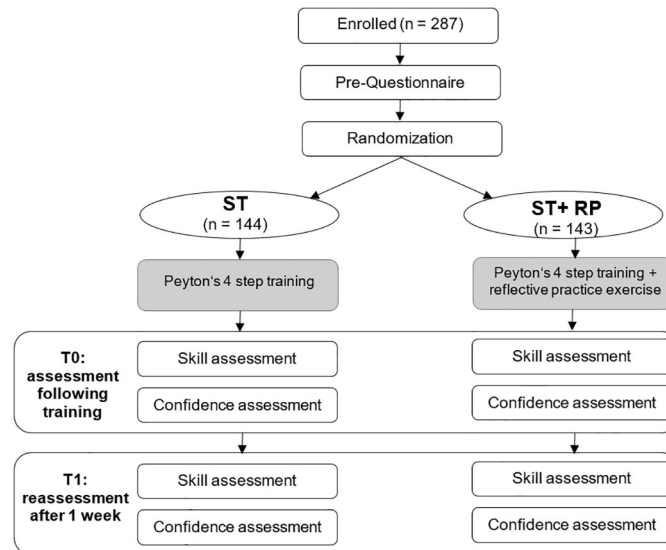 Enrolled (n = 287)
Pre-Questionnaire
Randomization
ST
(n = 144)
ST+ RP
(n = 143)
Peyton‘s 4 step training
Peyton‘s 4 step training +
reflective practice exercise
T0:
assessment
following
training
Skill assessment
Confidence assessment
Skill assessment
Confidence assessment
T1:
reassessment
after 1 week
Skill assessment
Confidence assessment
Skill assessment
Confidence assessment